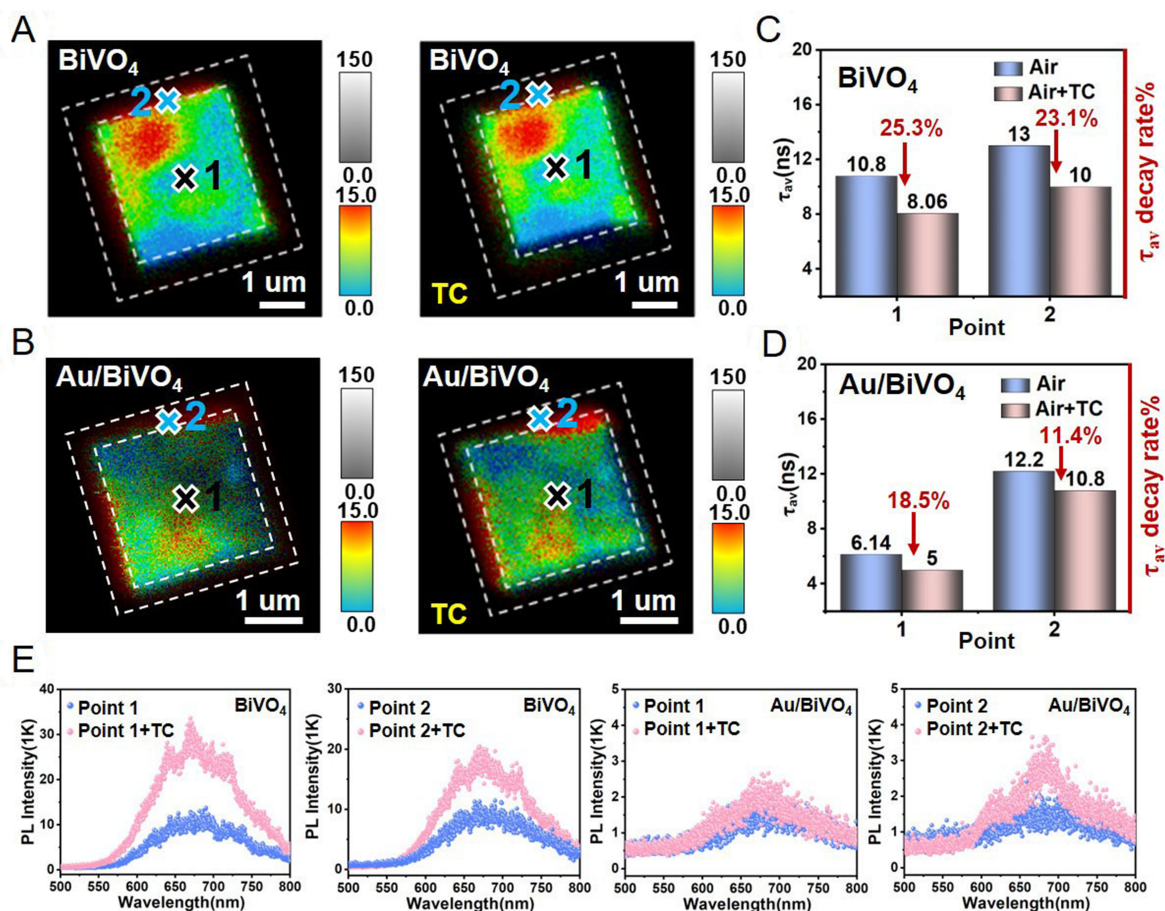 A
BiVO₄
2
1
1 um
150
0.0
15.0
0.0
BiVO₄
2
1
TC
1 um
150
0.0
15.0
0.0
C
BiVO₄
Air
Air+TC
25.3%
23.1%
10.8
8.06
13
10
20
16
12
8
4
τav(ns)
1
2
Point
τav decay rate%
B
Au/BiVO₄
2
1
1 um
150
0.0
15.0
0.0
Au/BiVO₄
2
1
TC
1 um
150
0.0
15.0
0.0
D
Au/BiVO₄
Air
Air+TC
18.5%
11.4%
6.14
5
12.2
10.8
20
16
12
8
4
τav(ns)
1
2
Point
τav decay rate%
E
Point 1
Point 1+TC
BiVO₄
40
30
20
10
0
PL Intensity(1K)
500 550 600 650 700 750 800
Wavelength(nm)
Point 2
Point 2+TC
BiVO₄
30
20
10
0
PL Intensity(1K)
500 550 600 650 700 750 800
Wavelength(nm)
Point 1
Point 1+TC
Au/BiVO₄
5
4
3
2
1
0
PL Intensity(1K)
500 550 600 650 700 750 800
Wavelength(nm)
Point 2
Point 2+TC
Au/BiVO₄
5
4
3
2
1
0
PL Intensity(1K)
500 550 600 650 700 750 800
Wavelength(nm)